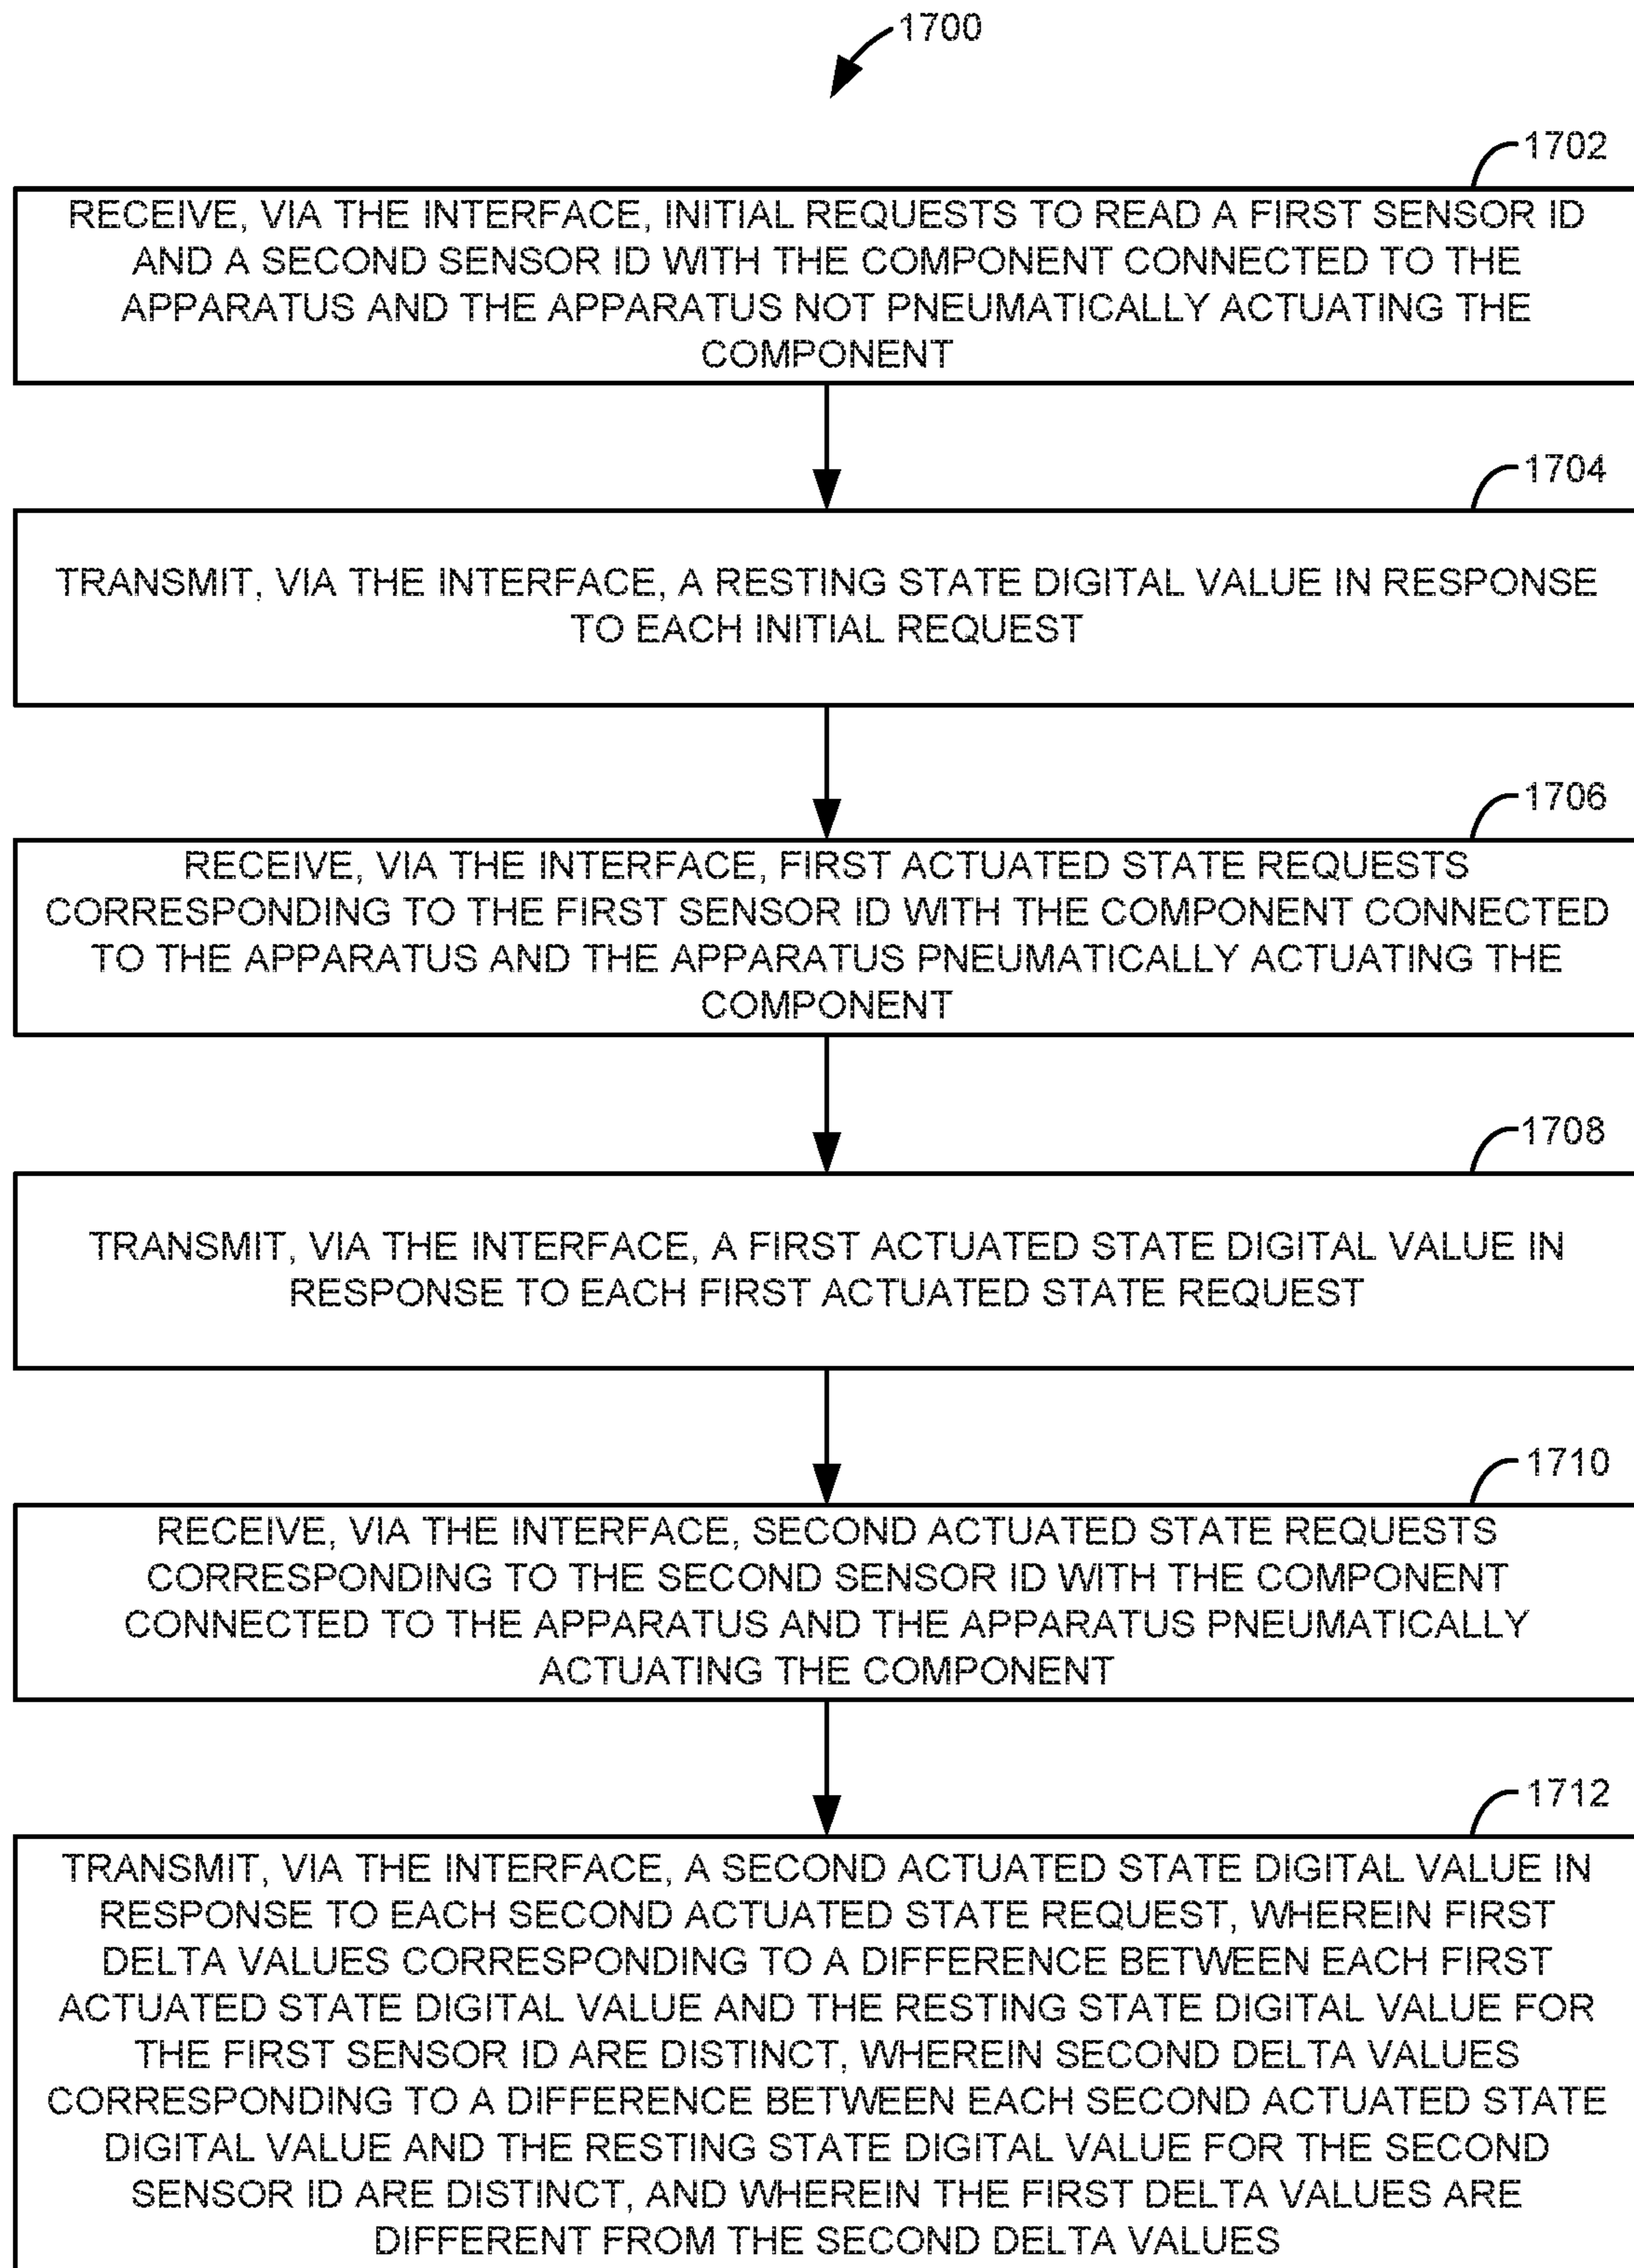 1700
1702
RECEIVE, VIA THE INTERFACE, INITIAL REQUESTS TO READ A FIRST SENSOR ID
AND A SECOND SENSOR ID WITH THE COMPONENT CONNECTED TO THE
APPARATUS AND THE APPARATUS NOT PNEUMATICALLY ACTUATING THE
COMPONENT
1704
TRANSMIT, VIA THE INTERFACE, A RESTING STATE DIGITAL VALUE IN RESPONSE
TO EACH INITIAL REQUEST
1706
RECEIVE, VIA THE INTERFACE, FIRST ACTUATED STATE REQUESTS
CORRESPONDING TO THE FIRST SENSOR ID WITH THE COMPONENT CONNECTED
TO THE APPARATUS AND THE APPARATUS PNEUMATICALLY ACTUATING THE
COMPONENT
1708
TRANSMIT, VIA THE INTERFACE, A FIRST ACTUATED STATE DIGITAL VALUE IN
RESPONSE TO EACH FIRST ACTUATED STATE REQUEST
1710
RECEIVE, VIA THE INTERFACE, SECOND ACTUATED STATE REQUESTS
CORRESPONDING TO THE SECOND SENSOR ID WITH THE COMPONENT
CONNECTED TO THE APPARATUS AND THE APPARATUS PNEUMATICALLY
ACTUATING THE COMPONENT
1712
TRANSMIT, VIA THE INTERFACE, A SECOND ACTUATED STATE DIGITAL VALUE IN
RESPONSE TO EACH SECOND ACTUATED STATE REQUEST, WHEREIN FIRST
DELTA VALUES CORRESPONDING TO A DIFFERENCE BETWEEN EACH FIRST
ACTUATED STATE DIGITAL VALUE AND THE RESTING STATE DIGITAL VALUE FOR
THE FIRST SENSOR ID ARE DISTINCT, WHEREIN SECOND DELTA VALUES
CORRESPONDING TO A DIFFERENCE BETWEEN EACH SECOND ACTUATED STATE
DIGITAL VALUE AND THE RESTING STATE DIGITAL VALUE FOR THE SECOND
SENSOR ID ARE DISTINCT, AND WHEREIN THE FIRST DELTA VALUES ARE
DIFFERENT FROM THE SECOND DELTA VALUES